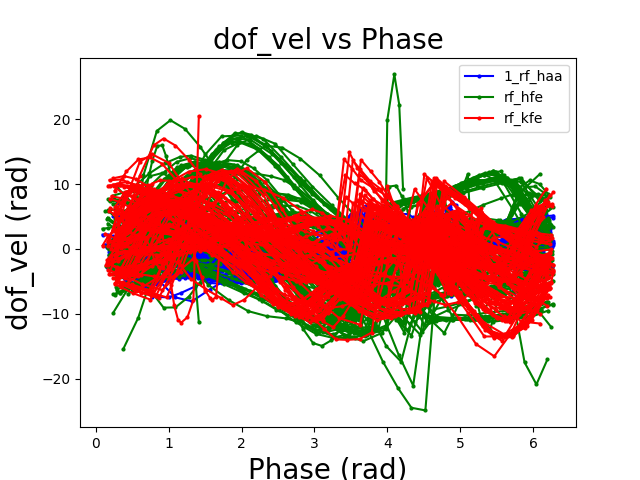 dof_vel vs Phase
1_rf_haa
rf_hfe
rf_kfe
dof_vel (rad)
20
10
0
−10
−20
0 1 2 3 4 5 6
Phase (rad)